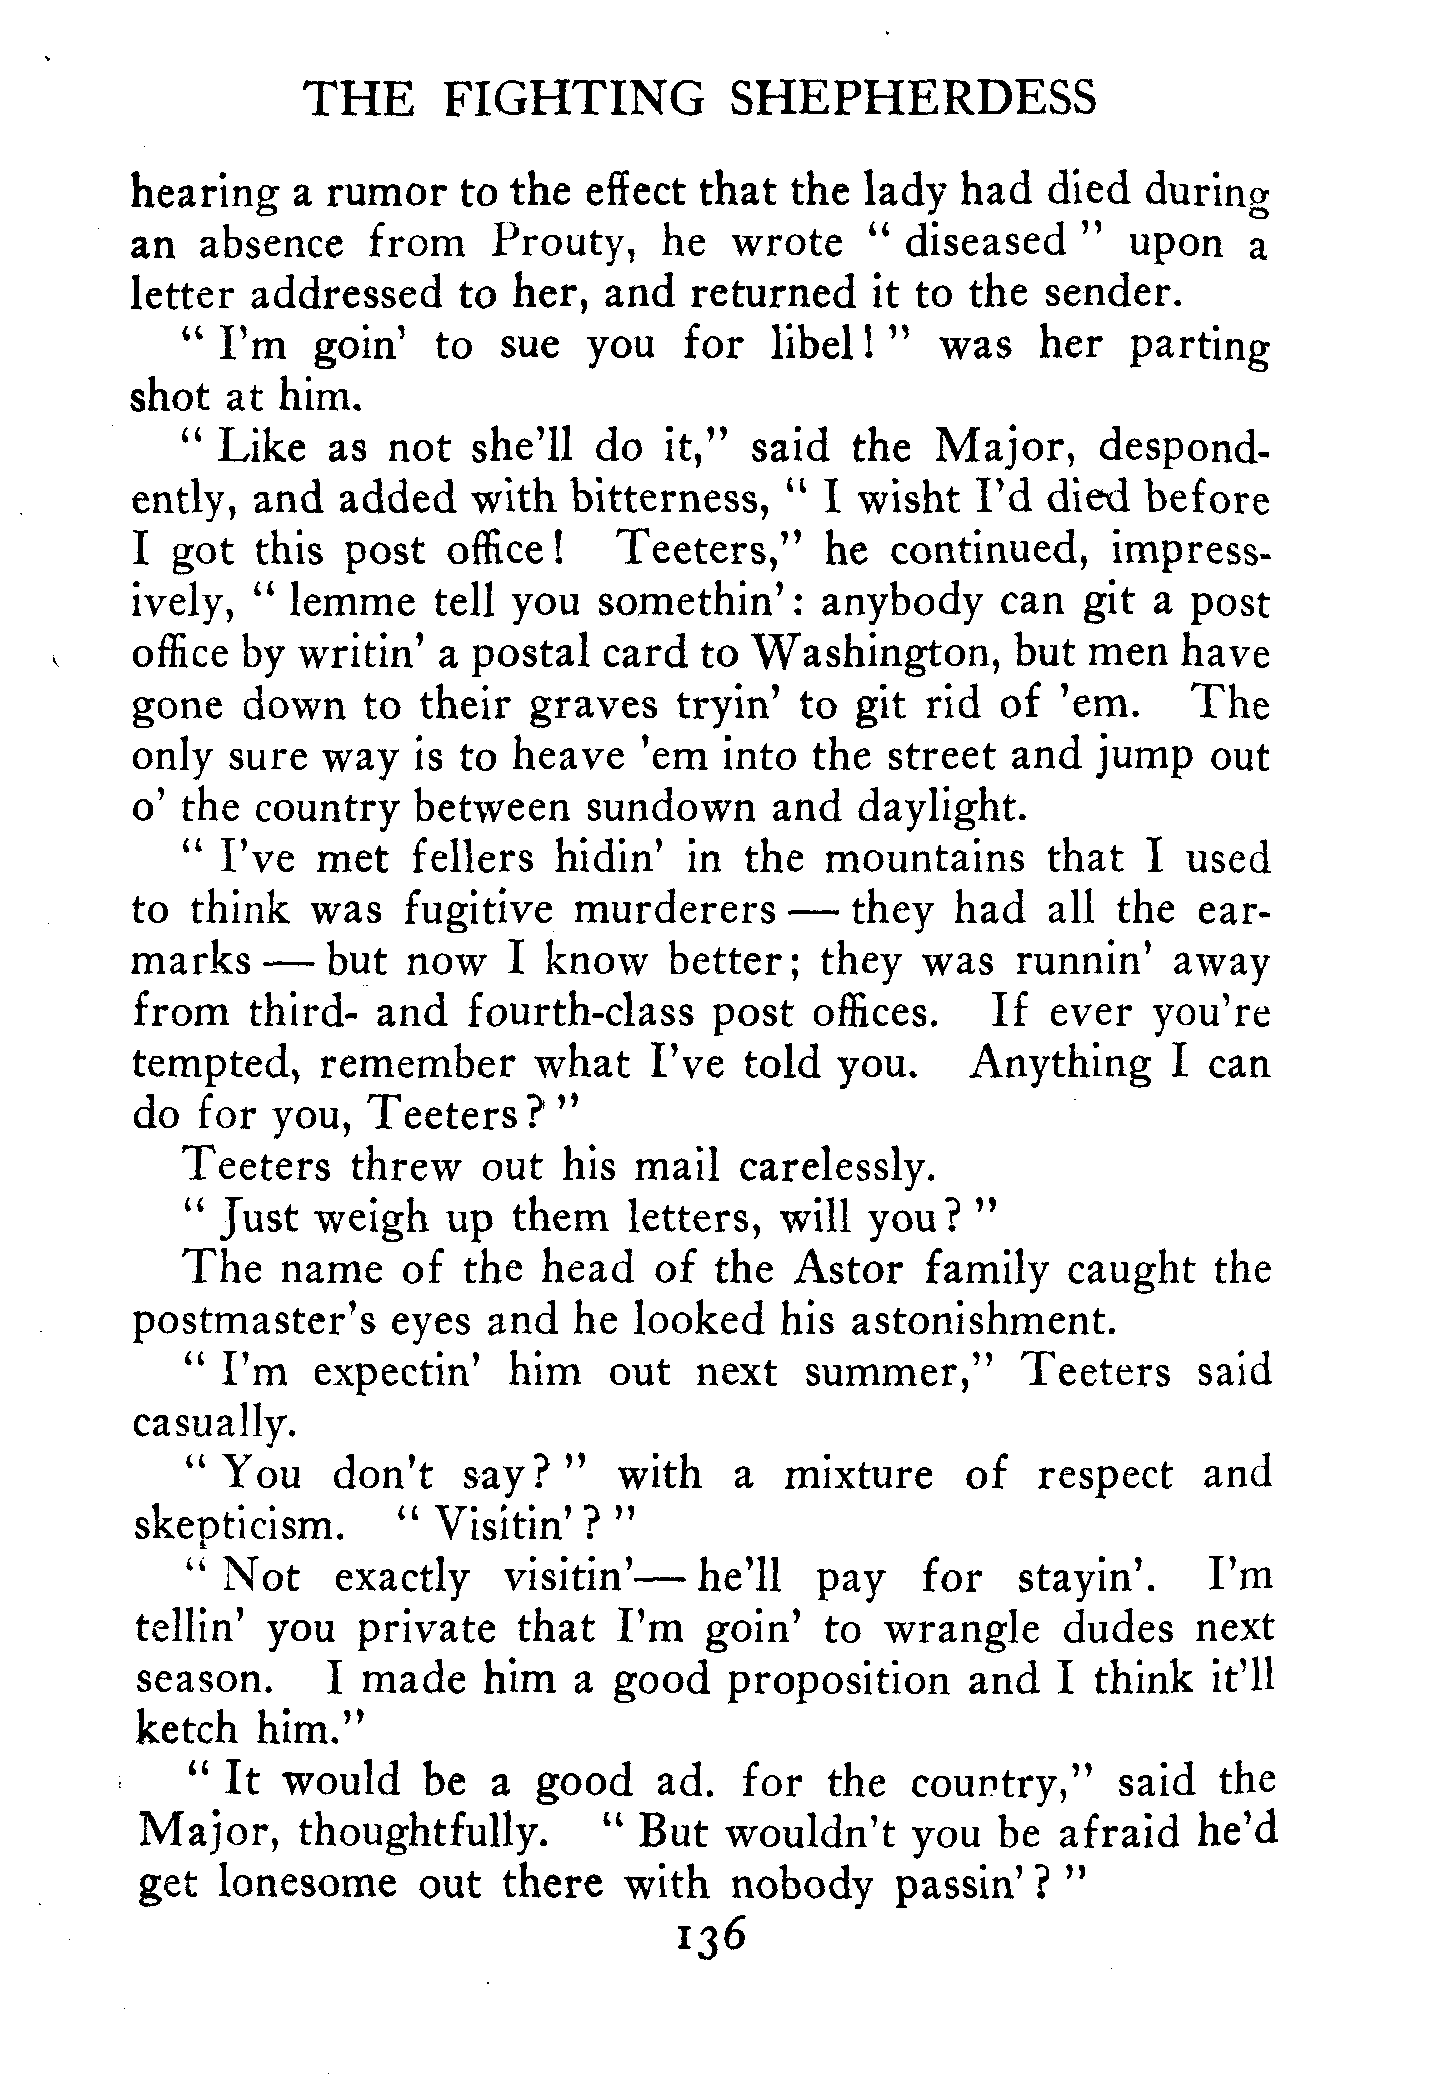 THE FIGHTING SHEPHERDESS
hearing a rumor to the effect that the lady had died during
an absence from Prouty, he wrote " diseased " upon a
letter addressed to her, and returned it to the sender.
" I'm goin' to sue you for libel! " was her parting
shot at him.
" Like as not she'll do it," said the Major, despond-
ently, and added with bitterness, " I wisht I'd died before
I got this post office! Teeters," he continued, impress-
ively, " lemme tell you somethin': anybody can git a post
office by writin' a postal card to Washington, but men have
gone down to their graves tryin' to git rid of 'em. The
only sure way is to heave 'em into the street and jump out
o' the country between sundown and daylight.
" I've met fellers hidin' in the mountains that I used
to think was fugitive murderers — they had all the ear-
marks — but now I know better; they was runnin' away
from third- and fourth-class post offices. If ever you're
tempted, remember what I've told you. Anything I can
do for you, Teeters? "
Teeters threw out his mail carelessly.
" Just weigh up them letters, will you? "
The name of the head of the Astor family caught the
postmaster's eyes and he looked his astonishment.
" I'm expectin' him out next summer," Teeters said
casually.
" You don't say? " with a mixture of respect and
skepticism. " Visitin'? "
" Not exactly visitin'— he'll pay for stayin'. I'm
tellin' you private that I'm goin' to wrangle dudes next
season. I made him a good proposition and I think it'll
ketch him."
" It would be a good ad. for the country," said the
Major, thoughtfully. " But wouldn't you be afraid he'd
get lonesome out there with nobody passin'? "
136